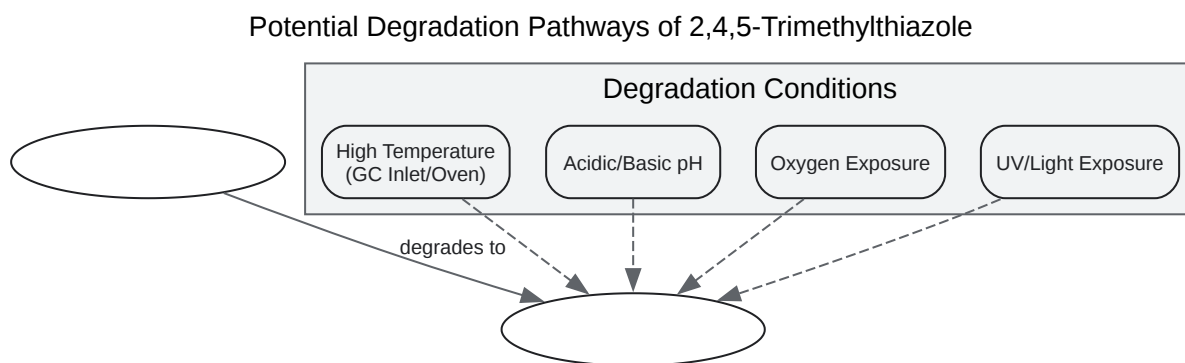 Potential Degradation Pathways of 2,4,5-Trimethylthiazole
Degradation Conditions
High Temperature
(GC Inlet/Oven)
Acidic/Basic pH
Oxygen Exposure
UV/Light Exposure
degrades to